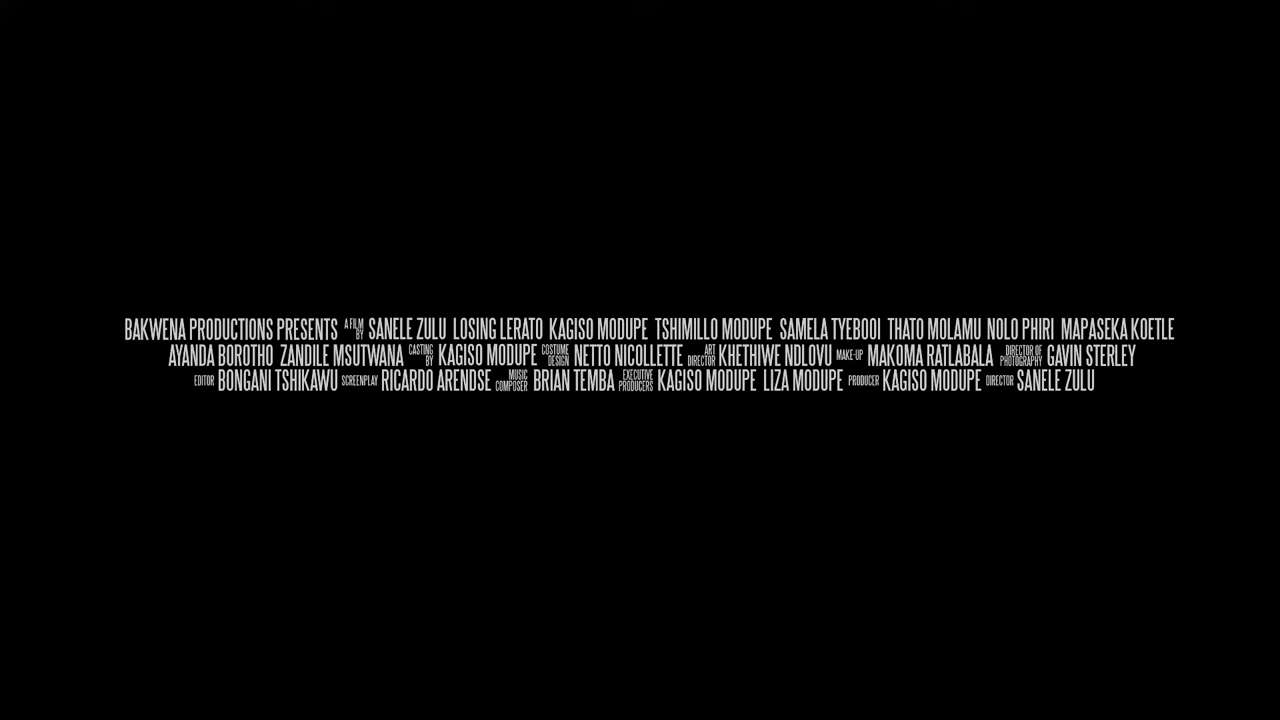 BAKWENA PRODUCTIONS PRESENTS A FILM BY SANELE ZULU LOSING LERATO KAGISO MODUPE TSHIMILLO MODUPE SAMELA TYEBOOI THATO MOLAMU NOLO PHIRI MAPASEKA KOETLE
AYANDA BOROTHO ZANDILE MSUTWANA CASTING BY KAGISO MODUPE COSTUME DESIGN NETTO NICOLLETTE ART DIRECTOR KHETHIWE NDLOVU MAKE-UP MAKOMA RATLABALA DIRECTOR OF PHOTOGRAPHY GAVIN STERLEY
EDITOR BONGANI TSHIKAWU SCREENPLAY RICARDO ARENDSE MUSIC COMPOSER BRIAN TEMBA EXECUTIVE PRODUCERS KAGISO MODUPE LIZA MODUPE PRODUCER KAGISO MODUPE DIRECTOR SANELE ZULU